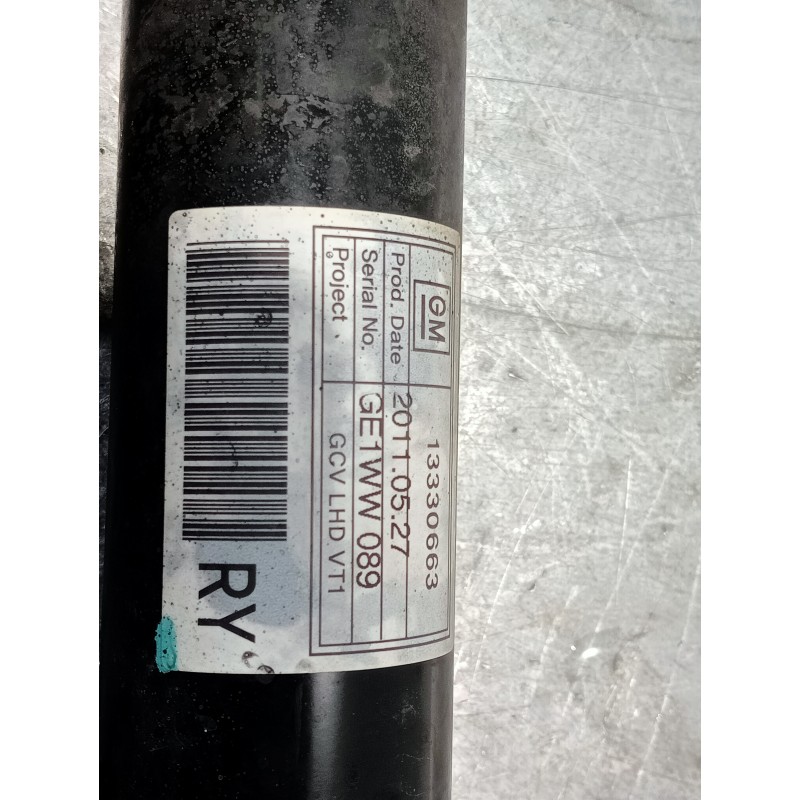 GM 13330663
Prod. Date 2011.05.27
Serial No. GE1WW 089
Project GCV LHD VT1
RY